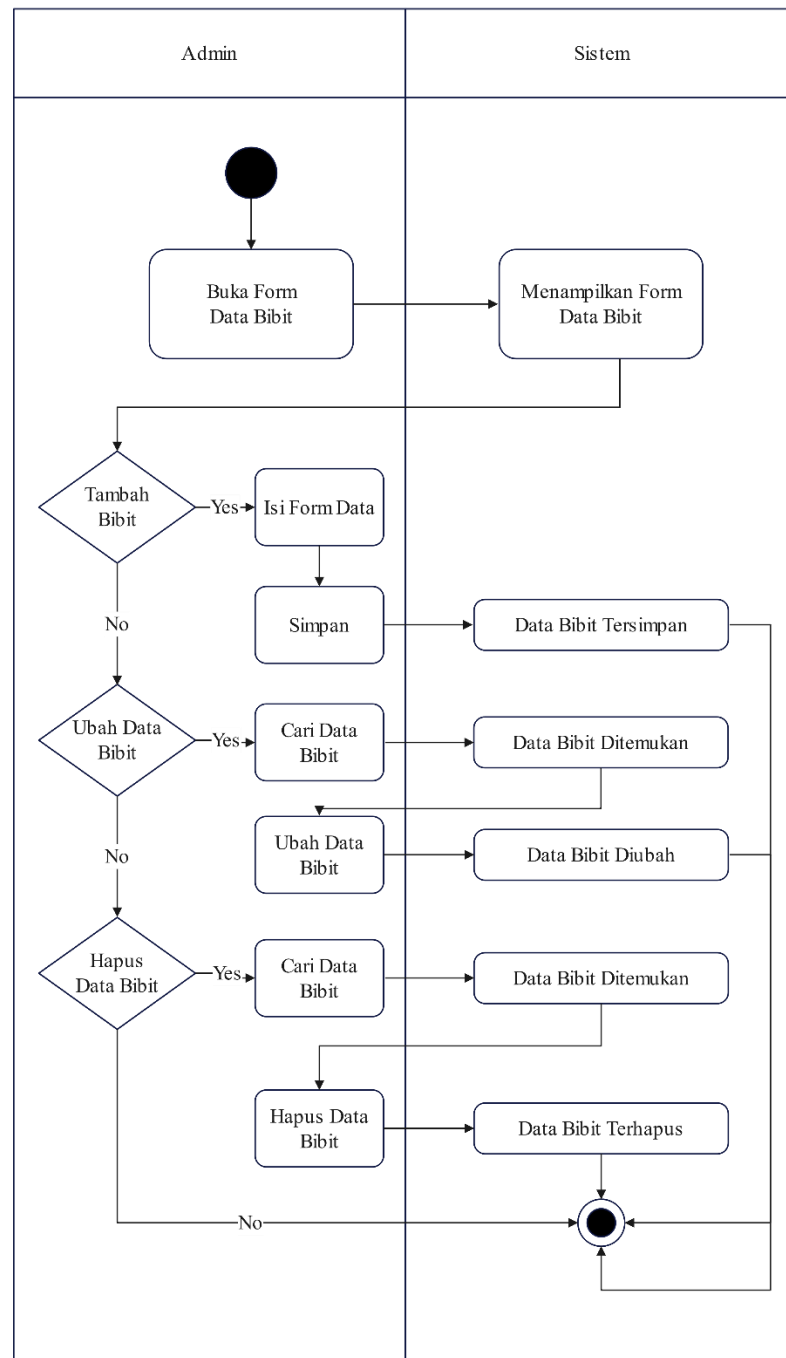 Admin
Sistem
Buka Form
Data Bibit
Menampilkan Form
Data Bibit
Tambah
Bibit
Yes
Isi Form Data
No
Simpan
Data Bibit Tersimpan
Ubah Data
Bibit
Yes
Cari Data
Bibit
Data Bibit Ditemukan
No
Ubah Data
Bibit
Data Bibit Diubah
Hapus
Data Bibit
Yes
Cari Data
Bibit
Data Bibit Ditemukan
Hapus Data
Bibit
Data Bibit Terhapus
No